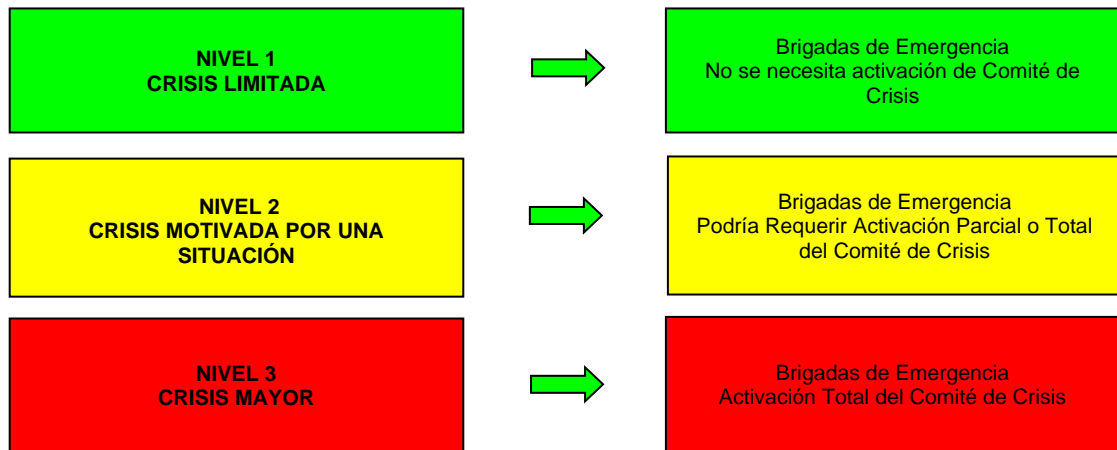 NIVEL 1
CRISIS LIMITADA
Brigadas de Emergencia
No se necesita activación de Comité de
Crisis
NIVEL 2
CRISIS MOTIVADA POR UNA
SITUACIÓN
Brigadas de Emergencia
Podría Requerir Activación Parcial o Total
del Comité de Crisis
NIVEL 3
CRISIS MAYOR
Brigadas de Emergencia
Activación Total del Comité de Crisis